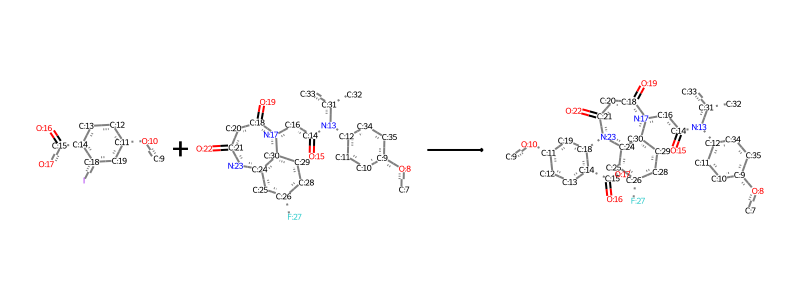 C:13 C:12
O:16
C:15 C:14 C:11 O:10
O:17 C:18 C:19 C:9
I
+
C:33 C:32
O:19 C:31
C:20 C:18 N:17 C:16 N:13 C:34
C:14 C:12 C:35
O:22 C:21 O:15
C:30 C:11 C:9
N:23 C:24 C:29 C:10 O:8
C:25 C:28
C:26 C:7
F:27
O:19
C:33
C:20 C:18 C:31 C:32
O:22 C:21 N:17 C:16
N:23 C:30 C:14 N:13
O:10 C:19 C:24 C:29 O:15 C:12 C:34
C:9 C:11 C:18 C:25 C:11 C:35
C:12 C:13 C:14 C:15 C:26 C:28 C:10 C:9
O:16 F:27 O:8
C:7